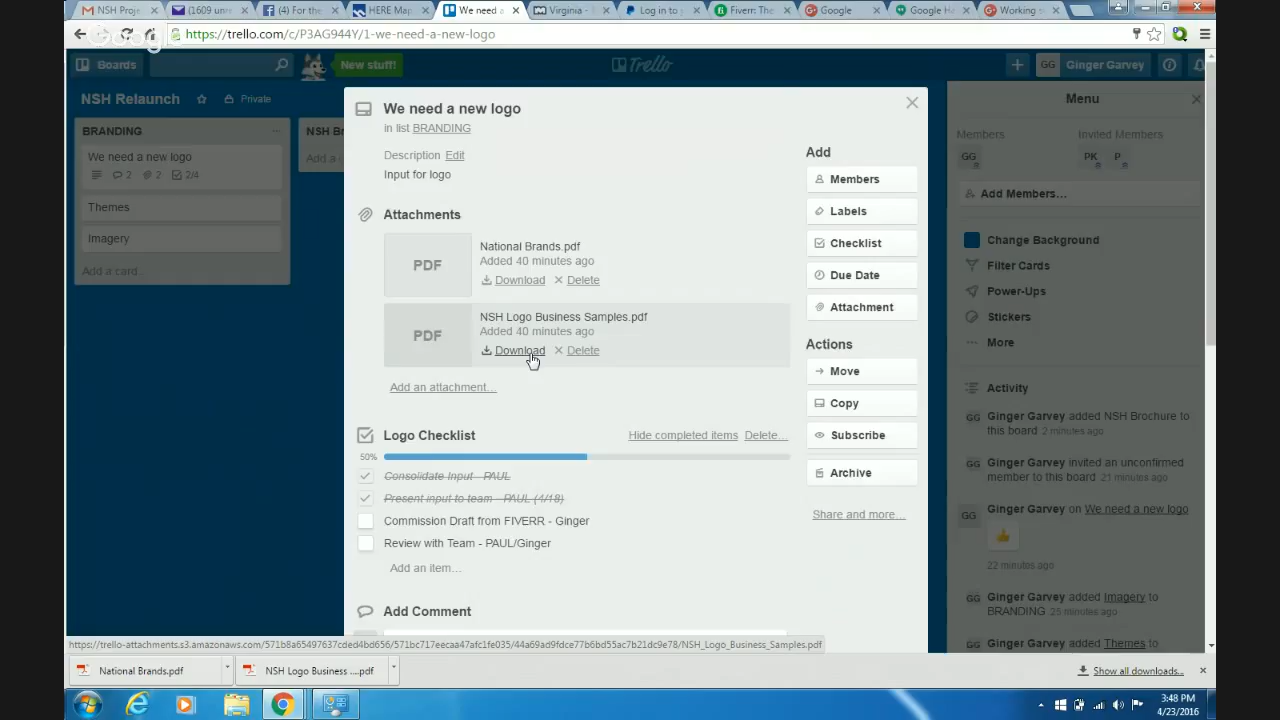 NSH Proje
(1609 unre
(4) For the
HERE Map
We need a
Virginia -
Log in to y
Fiverr: The
Google
Google Ha
Working
https://trello.com/c/P3AG944Y/1-we-need-a-new-logo
Boards
New stuff!
Trello
GG Ginger Garvey
NSH Relaunch
Private
BRANDING
We need a new logo
2 2 2/4
Themes
Imagery
Add a card...
NSH Br
We need a new logo
in list BRANDING
Description Edit
Input for logo
Attachments
PDF
National Brands.pdf
Added 40 minutes ago
Download Delete
PDF
NSH Logo Business Samples.pdf
Added 40 minutes ago
Download Delete
Add an attachment...
Logo Checklist
Hide completed items Delete...
50%
Consolidate Input - PAUL
Present input to team - PAUL (4/18)
Commission Draft from FIVERR - Ginger
Review with Team - PAUL/Ginger
Add an item...
Add Comment
Add
Members
Labels
Checklist
Due Date
Attachment
Actions
Move
Copy
Subscribe
Archive
Share and more...
Menu
Members
Invited Members
GG
PK P
Add Members...
Change Background
Filter Cards
Power-Ups
Stickers
More
Activity
GG Ginger Garvey added NSH Brochure to
this board 2 minutes ago
GG Ginger Garvey invited an unconfirmed
member to this board 21 minutes ago
GG Ginger Garvey on We need a new logo
22 minutes ago
GG Ginger Garvey added Imagery to
BRANDING 25 minutes ago
GG Ginger Garvey added Themes to
https://trello-attachments.s3.amazonaws.com/571b8a65497637cded4bd656/571bc717eecaa47afc1fe035/44a69ad9fdce77b6bd55ac7b21dc9e78/NSH_Logo_Business_Samples.pdf
National Brands.pdf
NSH Logo Business ....pdf
Show all downloads...
3:48 PM
4/23/2016